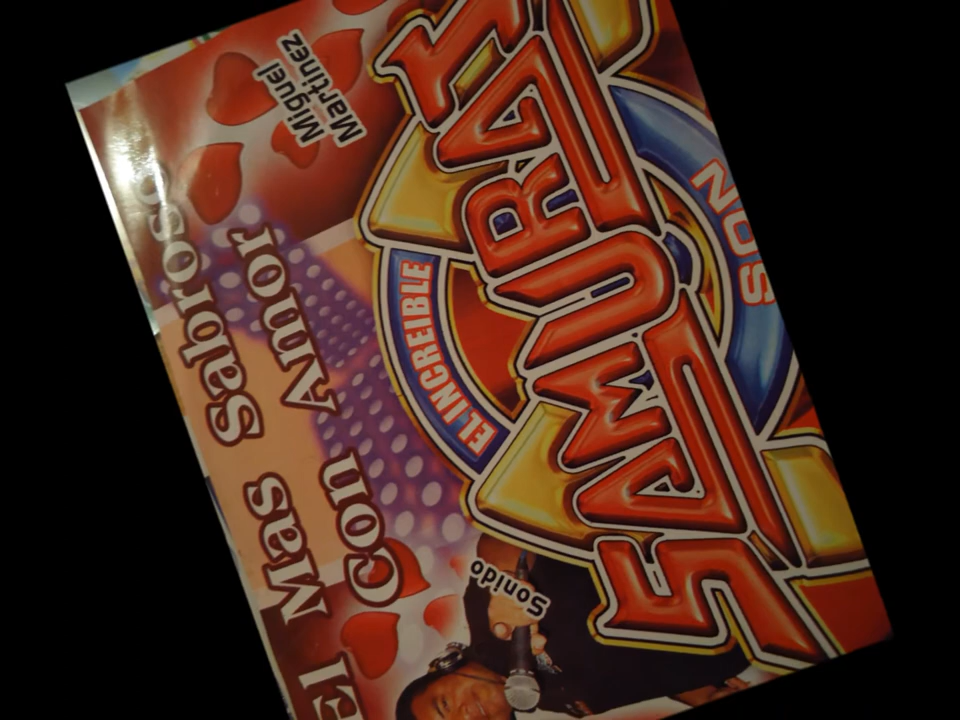 El Mas Sabroso
Con Amor
Miguel
Martinez
Sonido
EL INCREIBLE
SAMURAI
SON